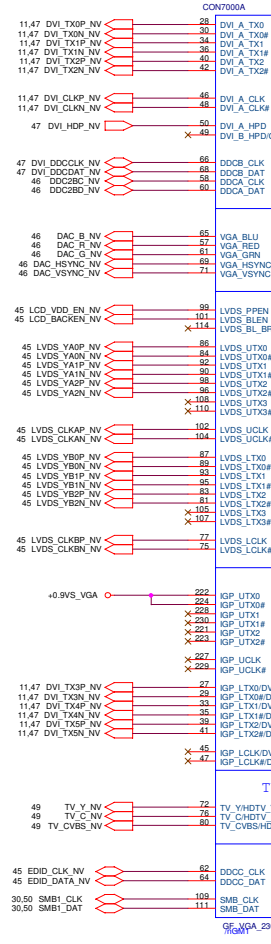 CON7000A
11,47 DVI_TX0P_NV 28 DVI_A_TX0
11,47 DVI_TX0N_NV 30 DVI_A_TX0#
11,47 DVI_TX1P_NV 34 DVI_A_TX1
11,47 DVI_TX1N_NV 36 DVI_A_TX1#
11,47 DVI_TX2P_NV 40 DVI_A_TX2
11,47 DVI_TX2N_NV 42 DVI_A_TX2#
11,47 DVI_CLKP_NV 46 DVI_A_CLK
11,47 DVI_CLKN_NV 48 DVI_A_CLK#
47 DVI_HDP_NV 50 DVI_A_HPD
49 DVI_B_HPD/
47 DVI_DDCCLK_NV 66 DDCB_CLK
47 DVI_DDCDAT_NV 68 DDCB_DAT
46 DDC2BC_NV 58 DDCA_CLK
46 DDC2BD_NV 60 DDCA_DAT
46 DAC_B_NV 65 VGA_BLU
46 DAC_R_NV 57 VGA_RED
46 DAC_G_NV 61 VGA_GRN
46 DAC_HSYNC_NV 69 VGA_HSYNC
46 DAC_VSYNC_NV 71 VGA_VSYNC
45 LCD_VDD_EN_NV 99 LVDS_PPEN
45 LCD_BACKEN_NV 101 LVDS_BLEN
114 LVDS_BL_BR
45 LVDS_YA0P_NV 86 LVDS_UTX0
45 LVDS_YA0N_NV 84 LVDS_UTX0#
45 LVDS_YA1P_NV 92 LVDS_UTX1
45 LVDS_YA1N_NV 90 LVDS_UTX1#
45 LVDS_YA2P_NV 98 LVDS_UTX2
45 LVDS_YA2N_NV 96 LVDS_UTX2#
108 LVDS_UTX3
110 LVDS_UTX3#
45 LVDS_CLKAP_NV 102 LVDS_UCLK
45 LVDS_CLKAN_NV 104 LVDS_UCLK#
45 LVDS_YB0P_NV 87 LVDS_LTX0
45 LVDS_YB0N_NV 89 LVDS_LTX0#
45 LVDS_YB1P_NV 93 LVDS_LTX1
45 LVDS_YB1N_NV 95 LVDS_LTX1#
45 LVDS_YB2P_NV 83 LVDS_LTX2
45 LVDS_YB2N_NV 81 LVDS_LTX2#
105 LVDS_LTX3
107 LVDS_LTX3#
45 LVDS_CLKBP_NV 77 LVDS_LCLK
45 LVDS_CLKBN_NV 75 LVDS_LCLK#
+0.9VS_VGA 222 IGP_UTX0
224 IGP_UTX0#
228 IGP_UTX1
230 IGP_UTX1#
221 IGP_UTX2
223 IGP_UTX2#
227 IGP_UCLK
229 IGP_UCLK#
11,47 DVI_TX3P_NV 27 IGP_LTX0/DV
11,47 DVI_TX3N_NV 29 IGP_LTX0#/D
11,47 DVI_TX4P_NV 33 IGP_LTX1/DV
11,47 DVI_TX4N_NV 35 IGP_LTX1#/D
11,47 DVI_TX5P_NV 39 IGP_LTX2/DV
11,47 DVI_TX5N_NV 41 IGP_LTX2#/D
45 IGP_LCLK/DV
47 IGP_LCLK#/D
T
49 TV_Y_NV 72 TV_Y/HDTV_
49 TV_C_NV 76 TV_C/HDTV_
49 TV_CVBS_NV 80 TV_CVBS/HD
45 EDID_CLK_NV 62 DDCC_CLK
45 EDID_DATA_NV 64 DDCC_DAT
30,50 SMB1_CLK 109 SMB_CLK
30,50 SMB1_DAT 111 SMB_DAT
GF_VGA_23